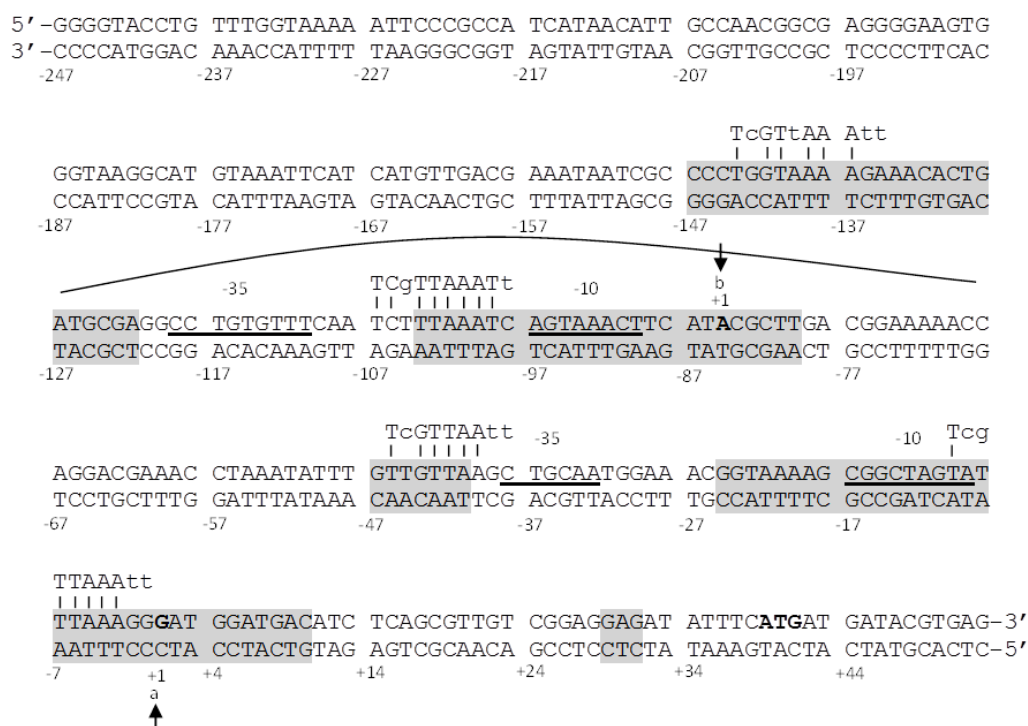 5’-GGGGTACCTG TTTGGTAAAA ATTCCCGCCA TCATAACATT GCCAACGGCG AGGGGAAGTG
3’-CCCCATGGAC AAACCATTTT TAAGGGCGGT AGTATTGTAA CGGTTGCCGC TCCCCTTCAC
-247 -237 -227 -217 -207 -197
TcGTtAA Att
GGTAAGGCAT GTAAATTCAT CATGTTGACG AAATAATCGC CCCTGGTAAA AGAAACACTG
CCATTCCGTA CATTTAAGTA GTACAACTGC TTTATTAGCG GGGACCATTT TCTTTGTGAC
-187 -177 -167 -157 -147 -137
b
-35 TCgTTAAATt -10 +1
ATGCGAGGCC TGTGTTTCAA TCTTTAAATC AGTAAACTTC ATACGCTTGA CGGAAAAACC
TACGCTCCGG ACACAAAGTT AGAAATTTAG TCATTTGAAG TATGCGAACT GCCTTTTTGG
-127 -117 -107 -97 -87 -77
TcGTTAAtt -35 -10 Tcg
AGGACGAAAC CTAAATATTT GTTGTTAAGC TGCAATGGAA ACGGTAAAAG CGGCTAGTAT
TCCTGCTTTG GATTTATAAA CAACAATTCG ACGTTACCTT TGCCATTTTC GCCGATCATA
-67 -57 -47 -37 -27 -17
TTAAAtt
TTAAAGGGAT GGATGACATC TCAGCGTTGT CGGAGGAGAT ATTTCATGAT GATACGTGAG-3’
AATTTCCCTA CCTACTGTAG AGTCGCAACA GCCTCCTCTA TAAAGTACTA CTATGCACTC-5’
-7 +1 +4 +14 +24 +34 +44
a